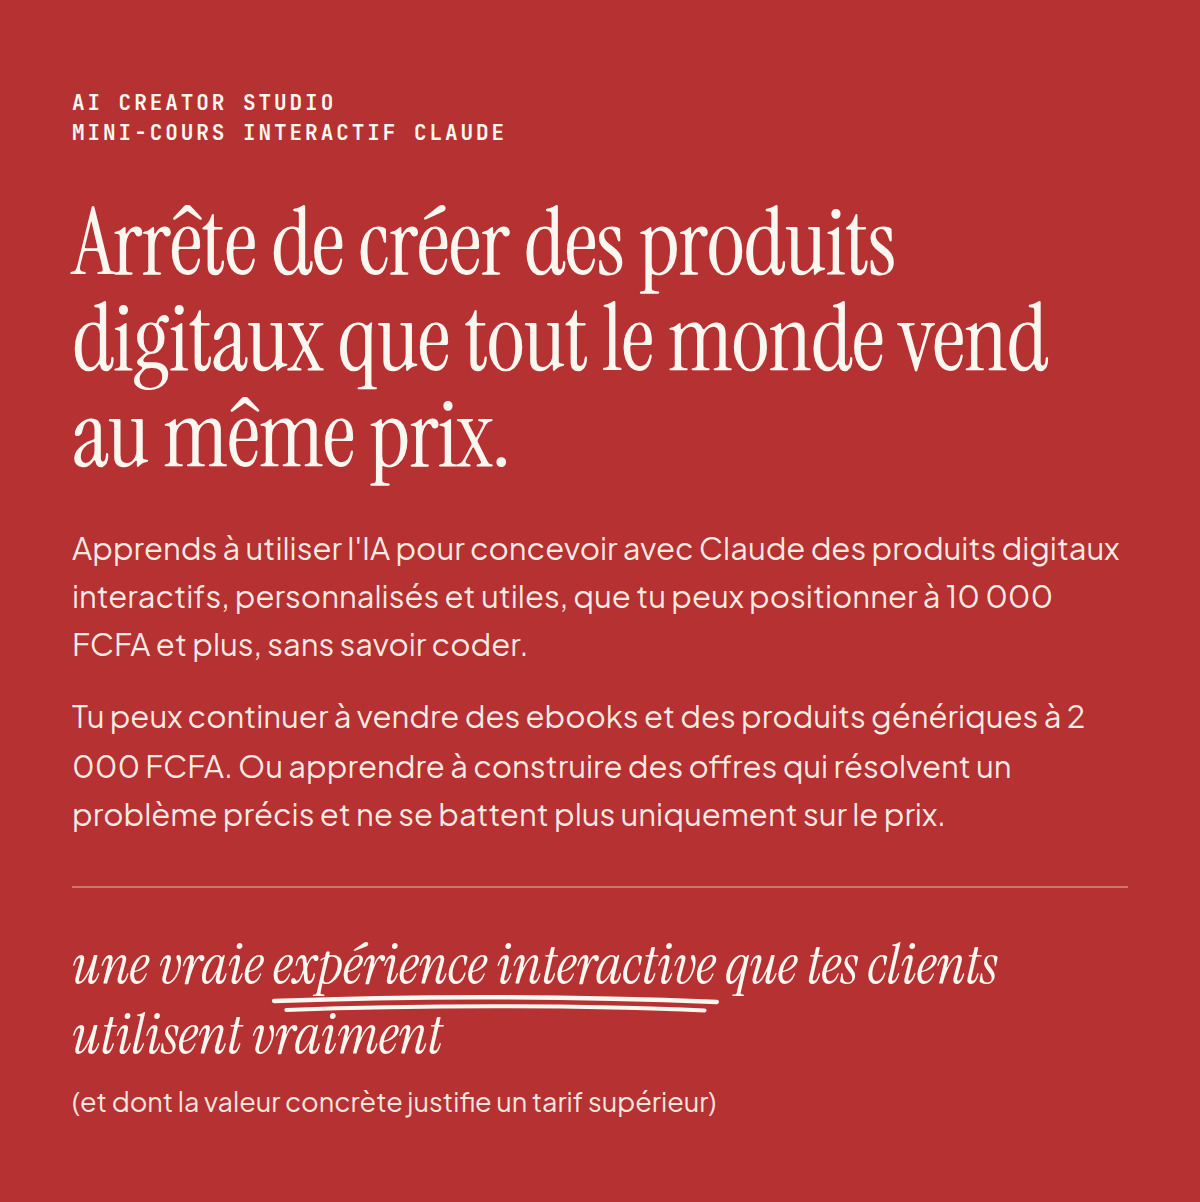 AI CREATOR STUDIO
MINI-COURS INTERACTIF CLAUDE
Arrête de créer des produits
digitaux que tout le monde vend
au même prix.
Apprends à utiliser l'IA pour concevoir avec Claude des produits digitaux
interactifs, personnalisés et utiles, que tu peux positionner à 10 000
FCFA et plus, sans savoir coder.
Tu peux continuer à vendre des ebooks et des produits génériques à 2
000 FCFA. Ou apprendre à construire des offres qui résolvent un
problème précis et ne se battent plus uniquement sur le prix.
une vraie expérience interactive que tes clients
utilisent vraiment
(et dont la valeur concrète justifie un tarif supérieur)